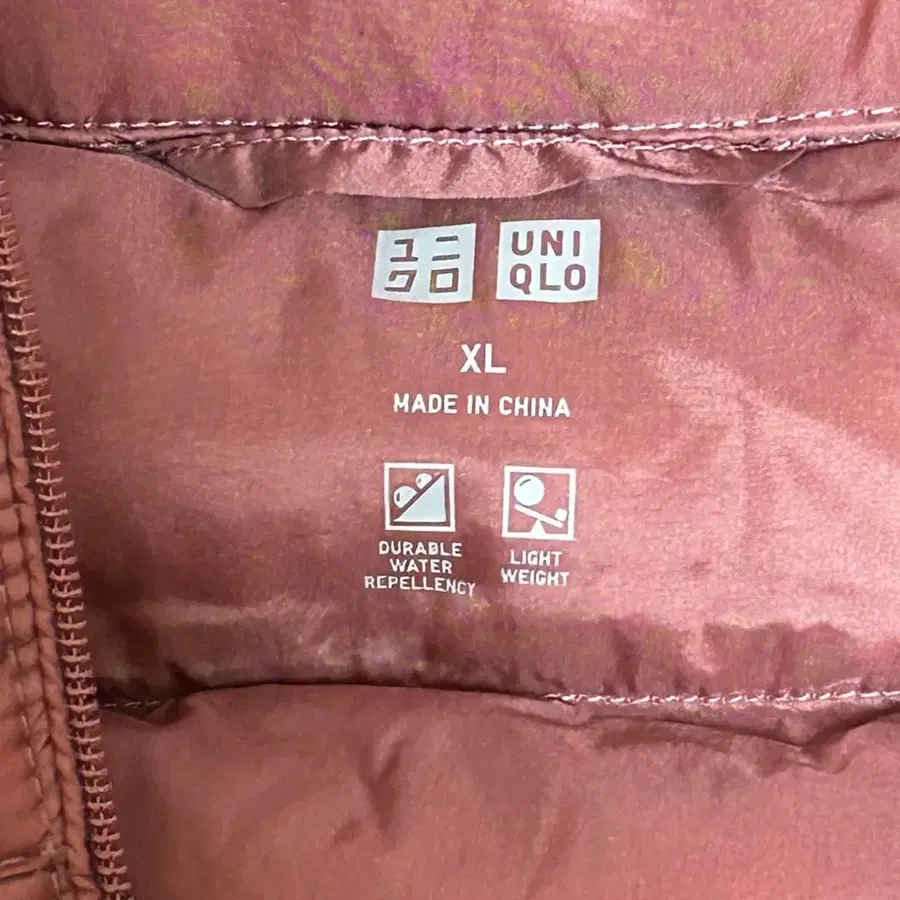 ユニ
クロ
UNI
QLO
XL
MADE IN CHINA
DURABLE
WATER
REPELLENCY
LIGHT
WEIGHT